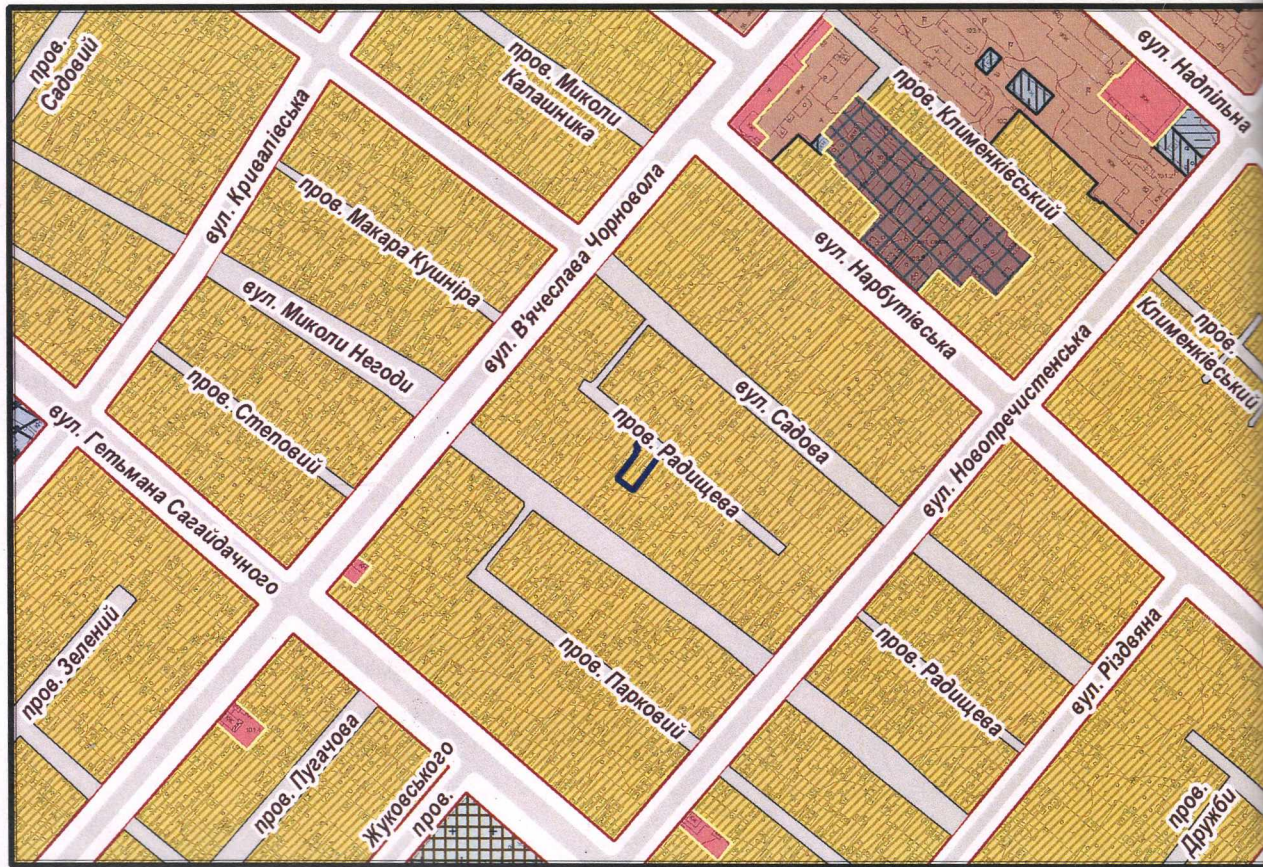 пров.
Садовий
вул. Кривалівська
пров. Миколи
Калашника
пров. Клименківський
вул. Надпільна
пров. Макара Кушніра
вул. Миколи Негоди
вул. В'ячеслава Чорновола
вул. Нарбутівська
пров.
Клименківський
пров. Степовий
вул. Гетьмана Сагайдачного
пров. Радищева
вул. Садова
вул. Новопречистенська
пров. Зелений
пров. Парковий
пров. Радищева
вул. Різдвяна
пров. Пугачова
Жуковського
пров.
пров.
Дружби